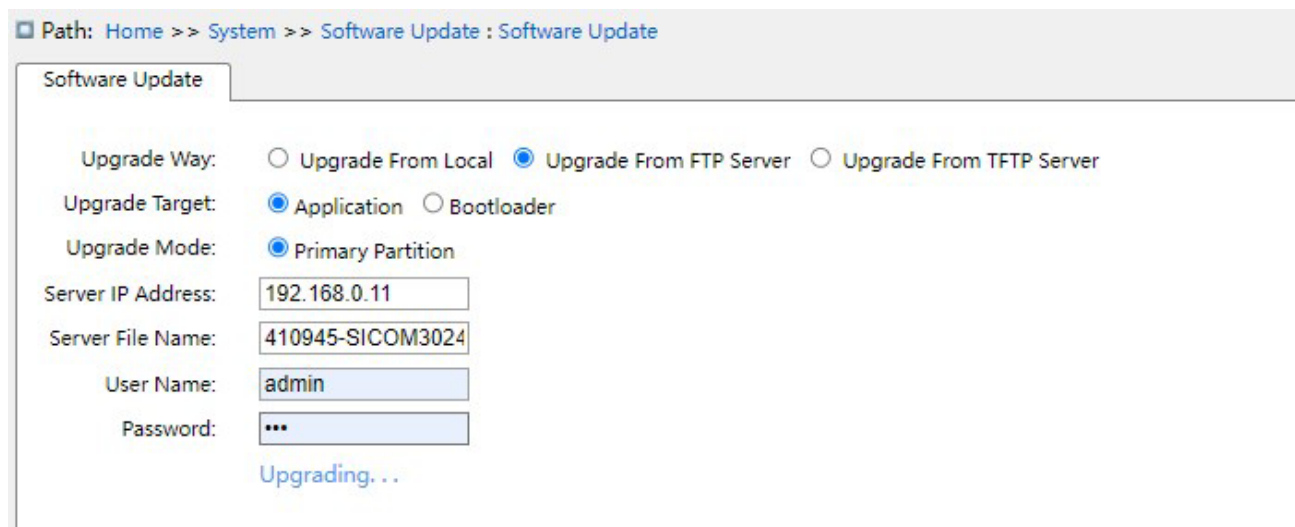 Path: Home >> System >> Software Update : Software Update
Software Update
Upgrade Way: Upgrade From Local Upgrade From FTP Server Upgrade From TFTP Server
Upgrade Target: Application Bootloader
Upgrade Mode: Primary Partition
Server IP Address: 192.168.0.11
Server File Name: 410945-SICOM3024
User Name: admin
Password: •••
Upgrading...